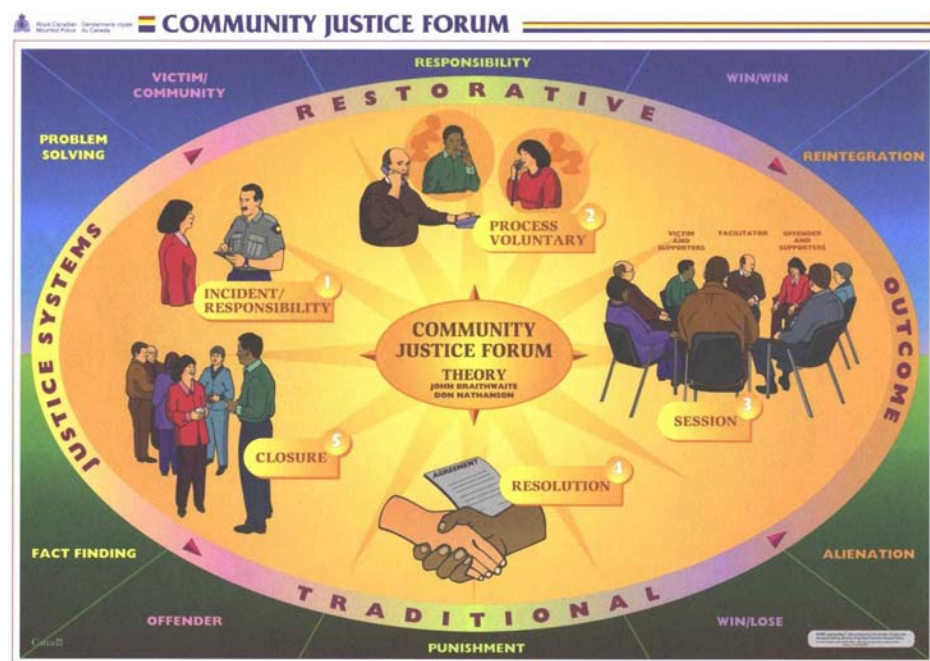 Royal Canadian Gendarmerie royale
Mounted Police du Canada
COMMUNITY JUSTICE FORUM
RESPONSIBILITY
VICTIM/
COMMUNITY
WIN/WIN
RESTORATIVE
PROBLEM
SOLVING
REINTEGRATION
2
PROCESS
VOLUNTARY
VICTIM
AND
SUPPORTERS
FACILITATOR
OFFENDER
AND
SUPPORTERS
1
INCIDENT/
RESPONSIBILITY
JUSTICE SYSTEMS
OUTCOME
COMMUNITY
JUSTICE FORUM
THEORY
JOHN BRAITHWAITE
DON NATHANSON
3
SESSION
5
CLOSURE
AGREEMENT
4
RESOLUTION
FACT FINDING
ALIENATION
TRADITIONAL
OFFENDER
WIN/LOSE
PUNISHMENT
Canada